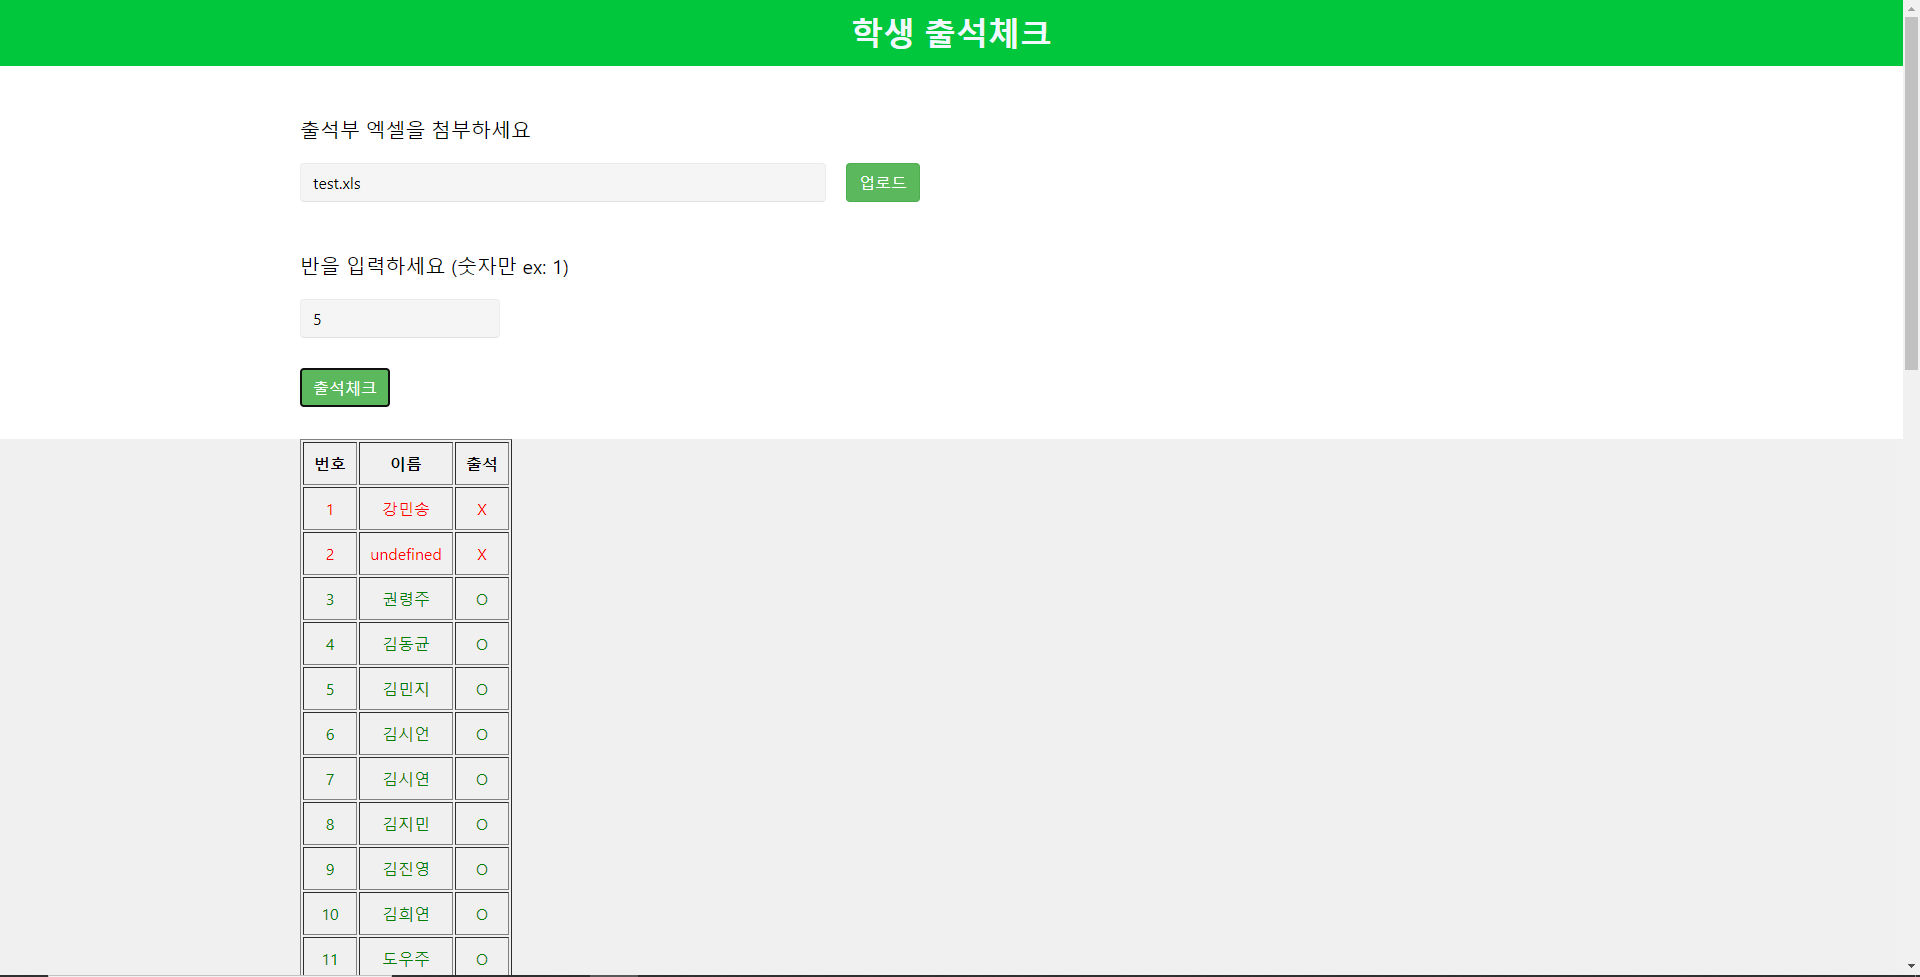 학생 출석체크
출석부 엑셀을 첨부하세요
test.xls 업로드
반을 입력하세요 (숫자만 ex: 1)
5
출석체크
번호 이름 출석
1 강민송 X
2 undefined X
3 권령주 O
4 김동균 O
5 김민지 O
6 김시언 O
7 김시연 O
8 김지민 O
9 김진영 O
10 김희연 O
11 도우주 O